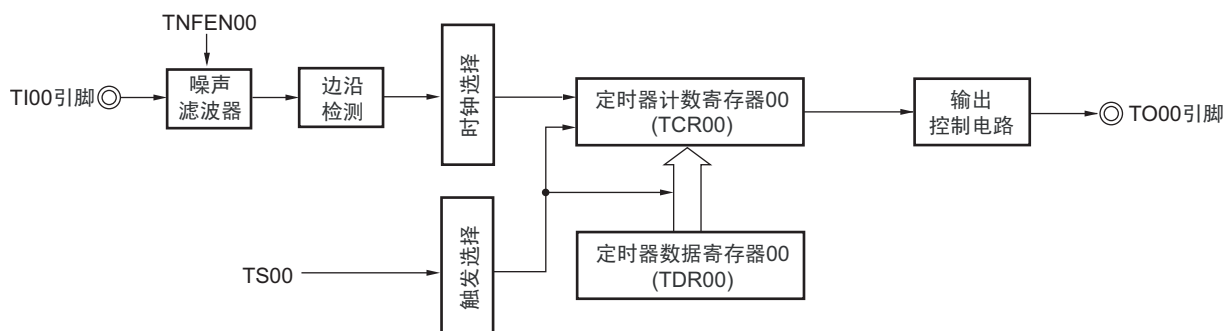 TNFEN00
TI00引脚
噪声
滤波器
边沿
检测
时钟选择
定时器计数寄存器00
(TCR00)
输出
控制电路
TO00引脚
TS00
触发选择
定时器数据寄存器00
(TDR00)